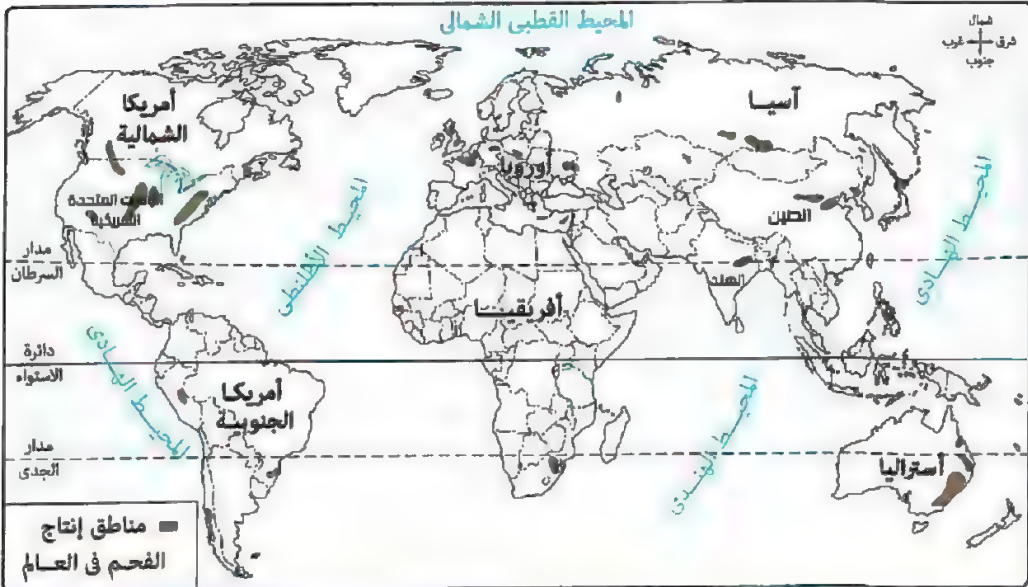 المحيط القطبى الشمالى
شمال
شرق
غرب
جنوب
أمريكا
الشمالية
آسيا
أوروبا
المتحدة
الصين
الهند
المحيط الأطلنطى
المحيط الهادى
مدار
السرطان
أفريقيا
دائرة
الاستواء
المحيط الهادى
أمريكا
الجنوبية
المحيط الهندى
مدار
الجدى
أستراليا
مناطق إنتاج
الفحم فى العالم